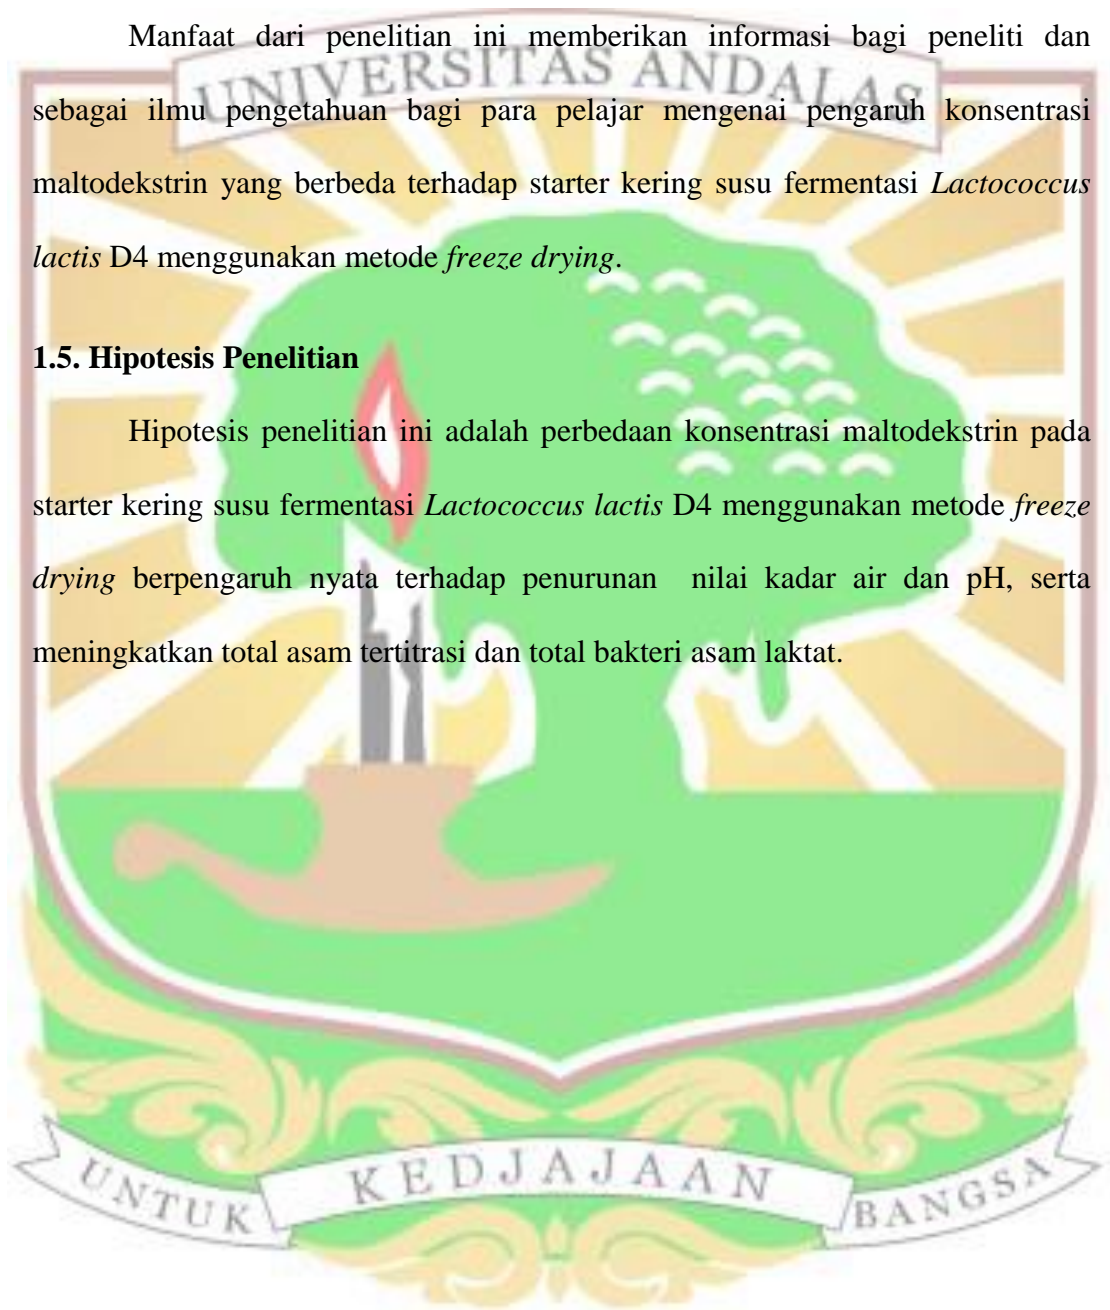 Manfaat dari penelitian ini memberikan informasi bagi peneliti dan
UNIVERSITAS ANDALAS
sebagai ilmu pengetahuan bagi para pelajar mengenai pengaruh konsentrasi
maltodekstrin yang berbeda terhadap starter kering susu fermentasi Lactococcus
lactis D4 menggunakan metode freeze drying.
1.5. Hipotesis Penelitian
Hipotesis penelitian ini adalah perbedaan konsentrasi maltodekstrin pada
starter kering susu fermentasi Lactococcus lactis D4 menggunakan metode freeze
drying berpengaruh nyata terhadap penurunan nilai kadar air dan pH, serta
meningkatkan total asam tertitrasi dan total bakteri asam laktat.
UNTUK KEDJAJAAN BANGSA